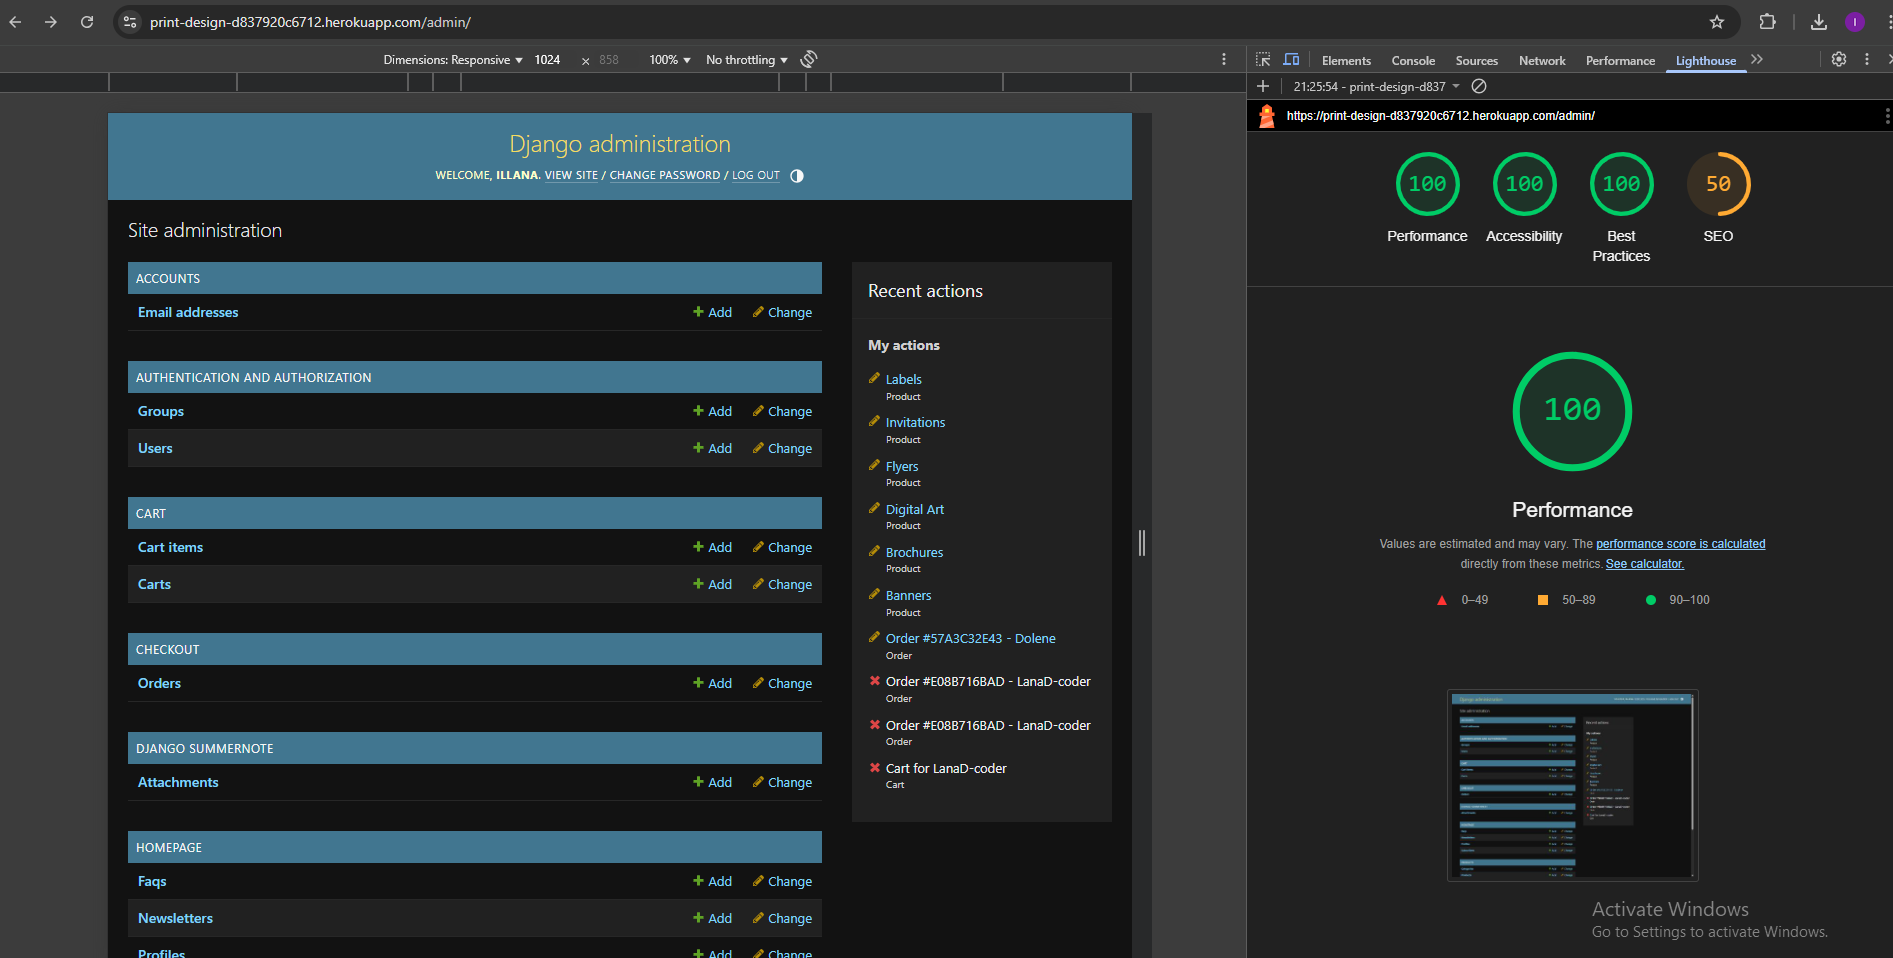 print-design-d837920c6712.herokuapp.com/admin/
Dimensions: Responsive 1024 x 858 100% No throttling
Elements Console Sources Network Performance Lighthouse
21:25:54 - print-design-d837
https://print-design-d837920c6712.herokuapp.com/admin/
Django administration
WELCOME, ILLANA. VIEW SITE / CHANGE PASSWORD / LOG OUT
Site administration
ACCOUNTS
Email addresses Add Change
AUTHENTICATION AND AUTHORIZATION
Groups Add Change
Users Add Change
CART
Cart items Add Change
Carts Add Change
CHECKOUT
Orders Add Change
DJANGO SUMMERNOTE
Attachments Add Change
HOMEPAGE
Faqs Add Change
Newsletters Add Change
Profiles Add Change
Recent actions
My actions
Labels
Product
Invitations
Product
Flyers
Product
Digital Art
Product
Brochures
Product
Banners
Product
Order #57A3C32E43 - Dolene
Order
Order #E08B716BAD - LanaD-coder
Order
Order #E08B716BAD - LanaD-coder
Order
Cart for LanaD-coder
Cart
100 100 100 50
Performance Accessibility Best Practices SEO
100
Performance
Values are estimated and may vary. The performance score is calculated
directly from these metrics. See calculator.
0–49 50–89 90–100
Activate Windows
Go to Settings to activate Windows.
I